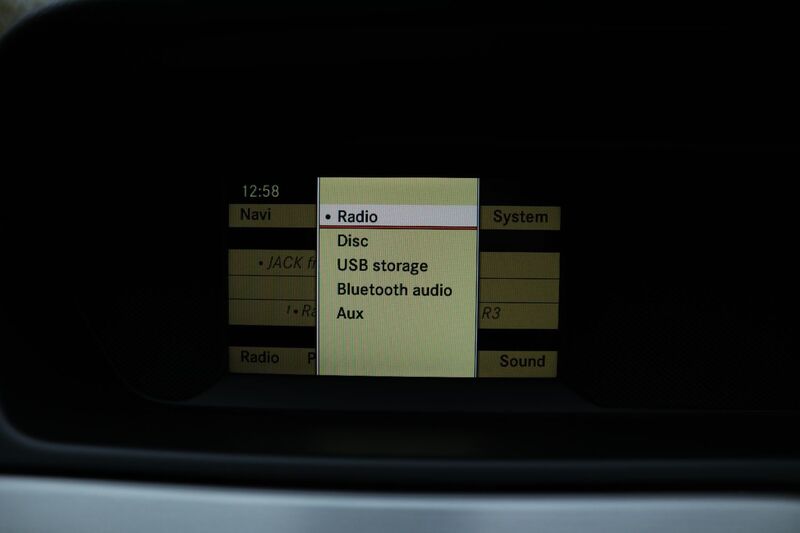 12:58
Navi
System
• Radio
Disc
USB storage
Bluetooth audio
Aux
• JACK
R3
Radio
Sound